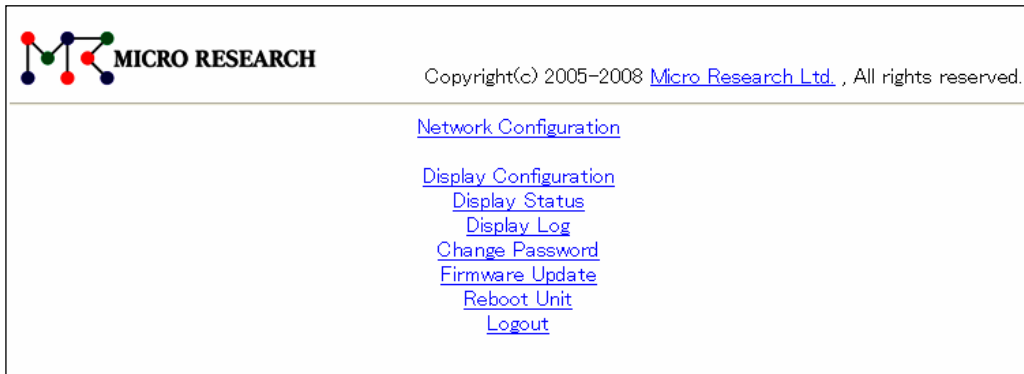 MICRO RESEARCH
Copyright(c) 2005-2008 Micro Research Ltd. , All rights reserved.
Network Configuration
Display Configuration
Display Status
Display Log
Change Password
Firmware Update
Reboot Unit
Logout